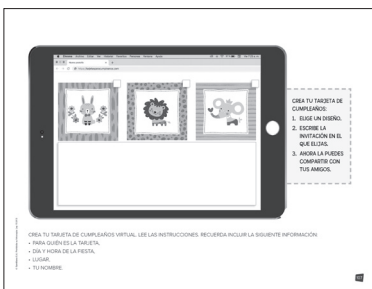 CREA TU TARJETA DE
CUMPLEAÑOS:
1. ELIGE UN DISEÑO.
2. ESCRIBE LA
INVITACIÓN EN EL
QUE ELIJAS.
3. AHORA LA PUEDES
COMPARTIR CON
TUS AMIGOS.
CREA TU TARJETA DE CUMPLEAÑOS VIRTUAL. LEE LAS INSTRUCCIONES. RECUERDA INCLUIR LA SIGUIENTE INFORMACIÓN:
• PARA QUIÉN ES LA TARJETA.
• DÍA Y HORA DE LA FIESTA.
• LUGAR.
• TU NOMBRE.